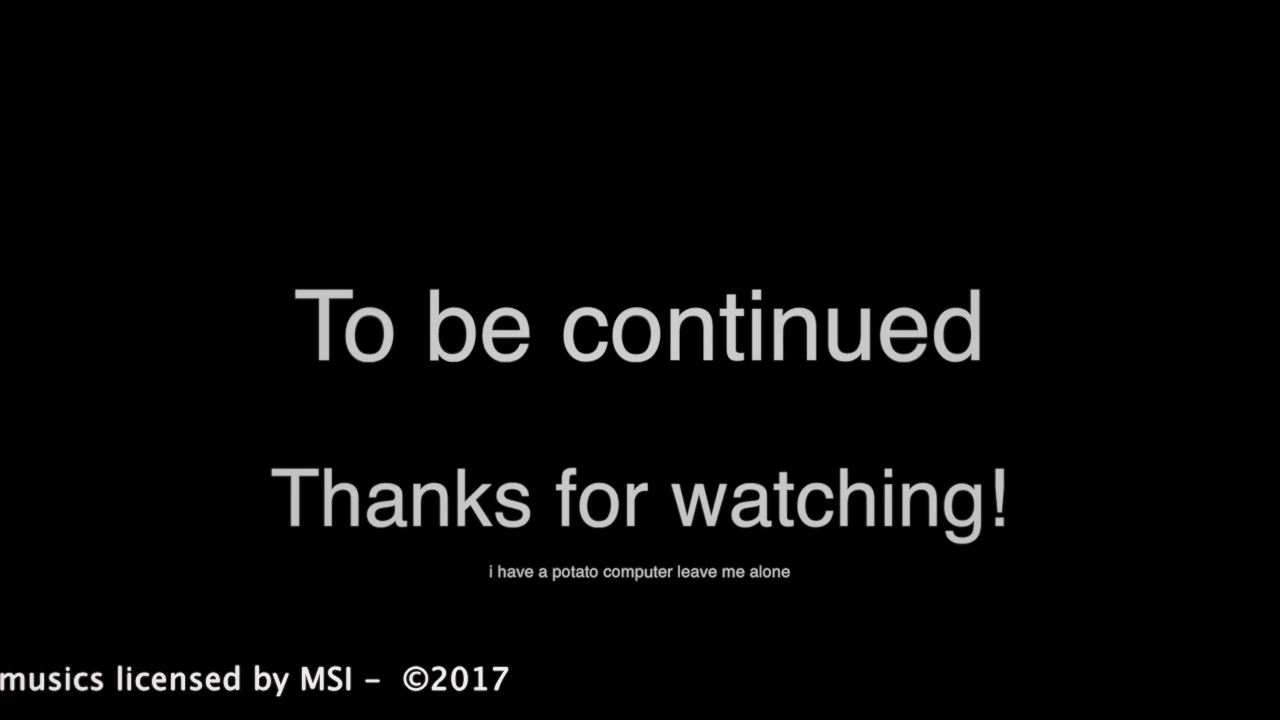 To be continued
Thanks for watching!
i have a potato computer leave me alone
musics licensed by MSI - ©2017